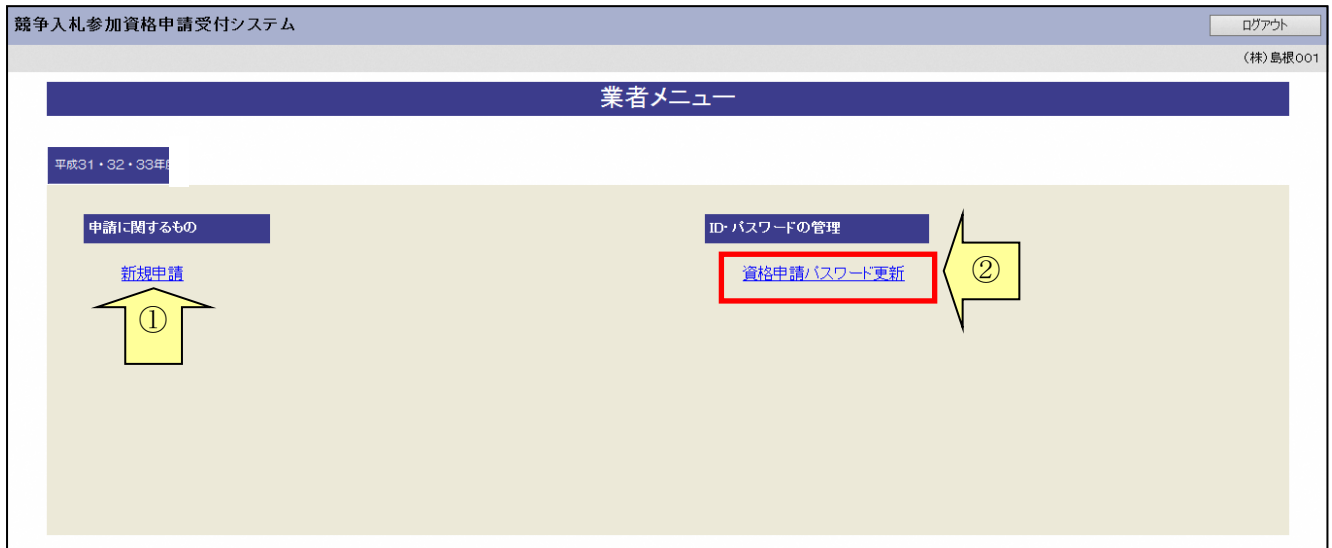 競争入札参加資格申請受付システム
ログアウト
(株)島根001
業者メニュー
平成31・32・33年
申請に関するもの
ID・パスワードの管理
新規申請
資格申請パスワード更新
①
②